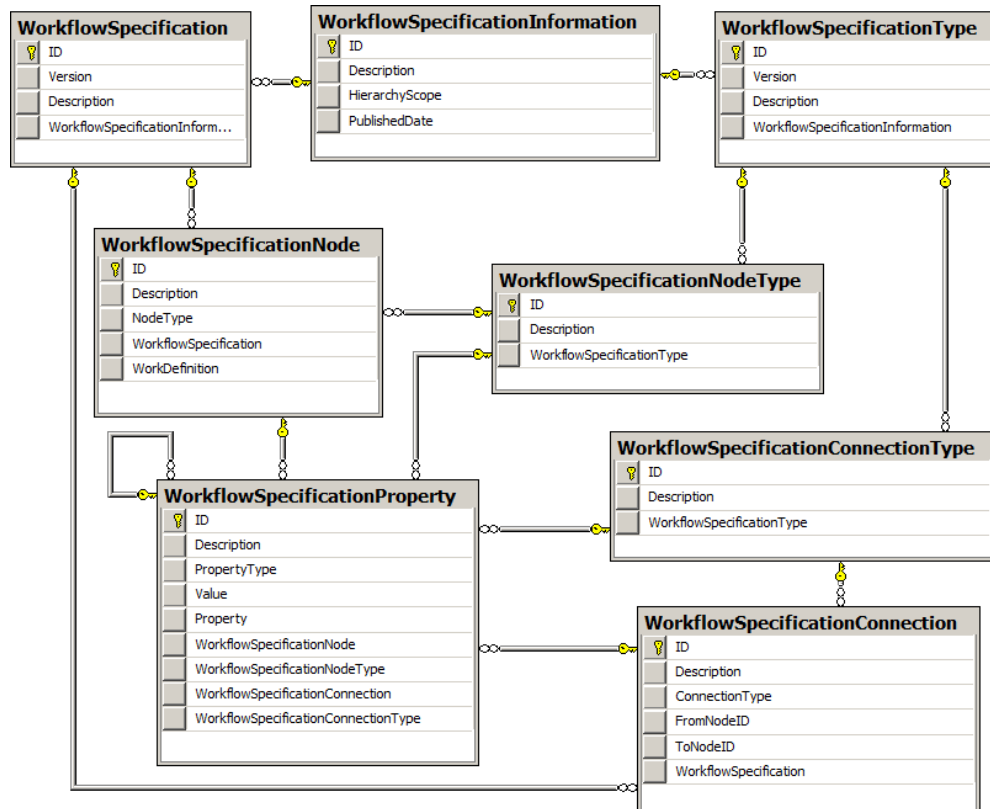 WorkflowSpecification
ID
Version
Description
WorkflowSpecificationInform...
WorkflowSpecificationInformation
ID
Description
HierarchyScope
PublishedDate
WorkflowSpecificationType
ID
Version
Description
WorkflowSpecificationInformation
WorkflowSpecificationNode
ID
Description
NodeType
WorkflowSpecification
WorkDefinition
WorkflowSpecificationNodeType
ID
Description
WorkflowSpecificationType
WorkflowSpecificationConnectionType
ID
Description
WorkflowSpecificationType
WorkflowSpecificationProperty
ID
Description
PropertyType
Value
Property
WorkflowSpecificationNode
WorkflowSpecificationNodeType
WorkflowSpecificationConnection
WorkflowSpecificationConnectionType
WorkflowSpecificationConnection
ID
Description
ConnectionType
FromNodeID
ToNodeID
WorkflowSpecification